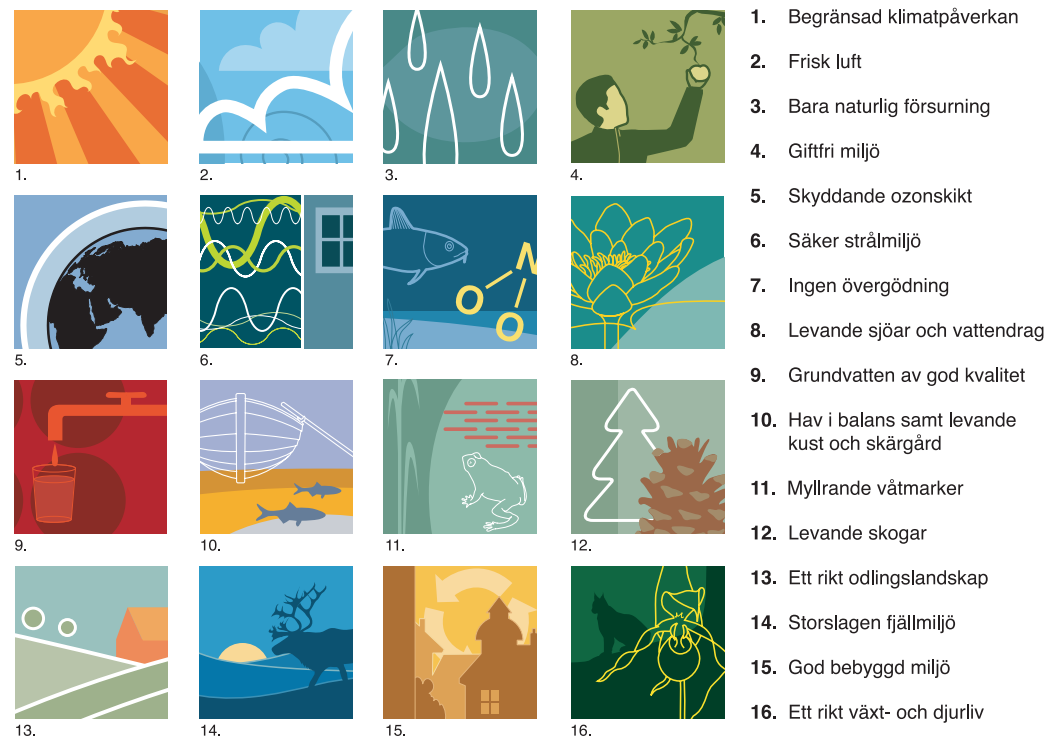 1.
2.
3.
4.
N
O
O
5.
6.
7.
8.
9.
10.
11.
12.
13.
14.
15.
16.
1. Begränsad klimatpåverkan
2. Frisk luft
3. Bara naturlig försurning
4. Giftfri miljö
5. Skyddande ozonskikt
6. Säker strålmiljö
7. Ingen övergödning
8. Levande sjöar och vattendrag
9. Grundvatten av god kvalitet
10. Hav i balans samt levande
kust och skärgård
11. Myllrande våtmarker
12. Levande skogar
13. Ett rikt odlingslandskap
14. Storslagen fjällmiljö
15. God bebyggd miljö
16. Ett rikt växt- och djurliv